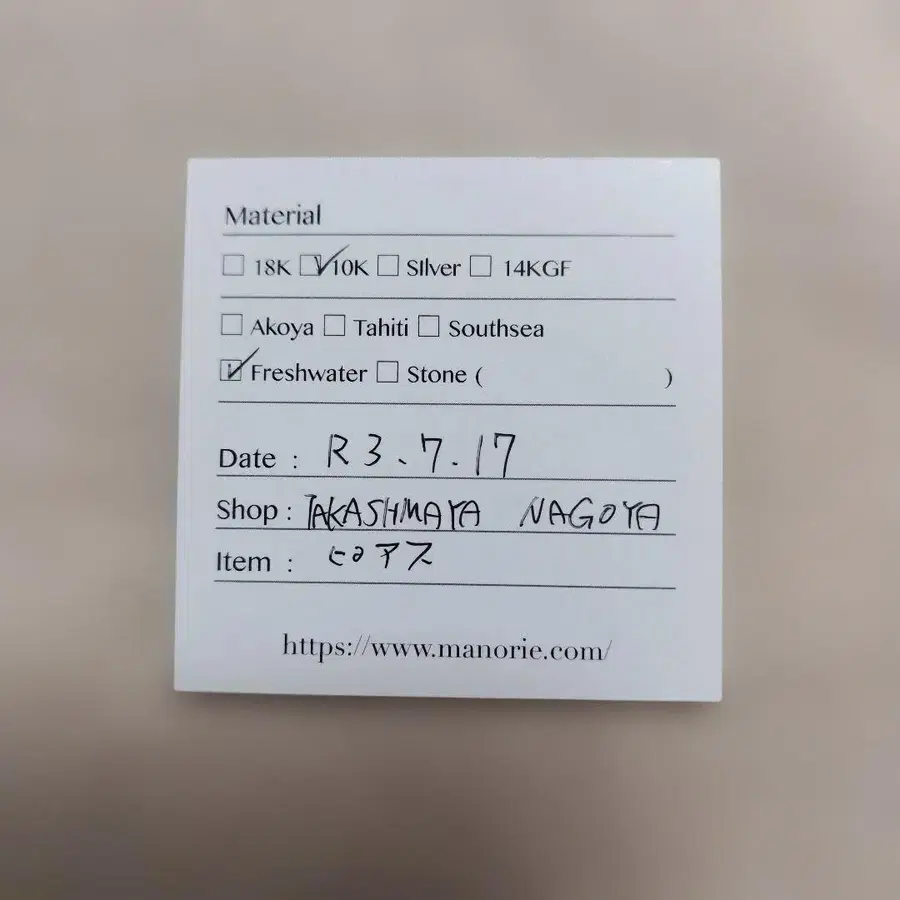 Material
☐ 18K ☑ 10K ☐ SIlver ☐ 14KGF
☐ Akoya ☐ Tahiti ☐ Southsea
☑ Freshwater ☐ Stone ( )
Date : R3.7.17
Shop : TAKASHMAYA NAGOYA
Item : ピアス
https://www.manorie.com/